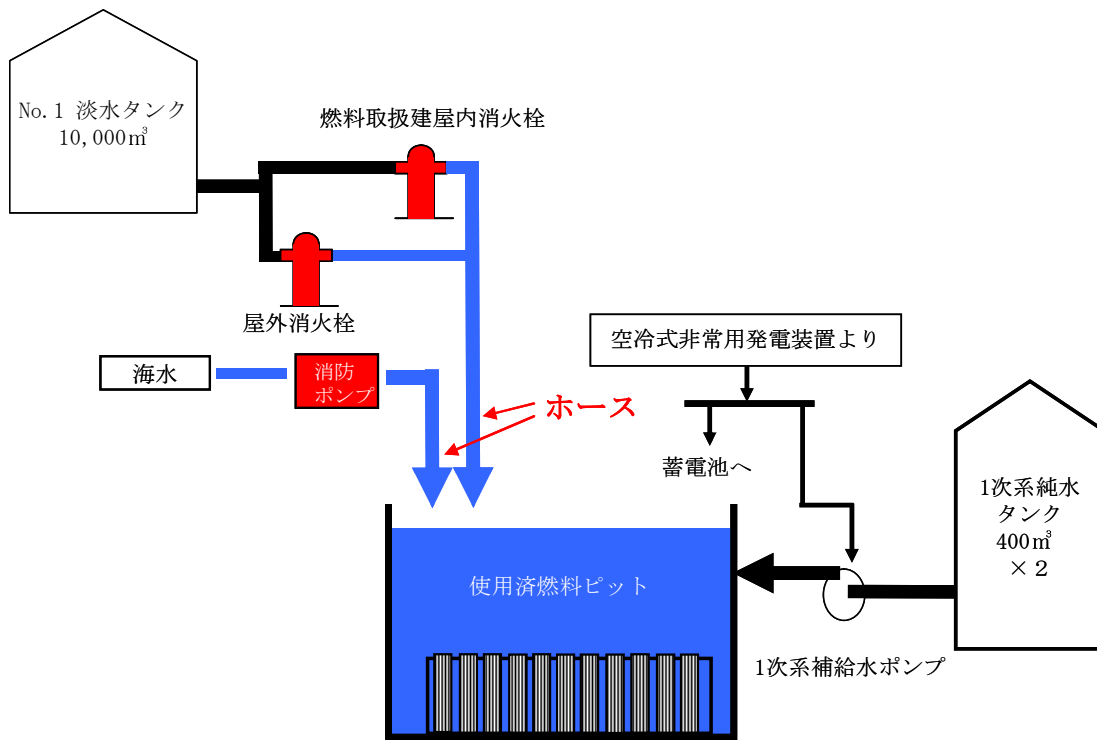 No.1 淡水タンク
10,000㎥
燃料取扱建屋内消火栓
屋外消火栓
海水
消防
ポンプ
ホース
空冷式非常用発電装置より
蓄電池へ
1次系純水
タンク
400㎥
×２
使用済燃料ピット
1次系補給水ポンプ